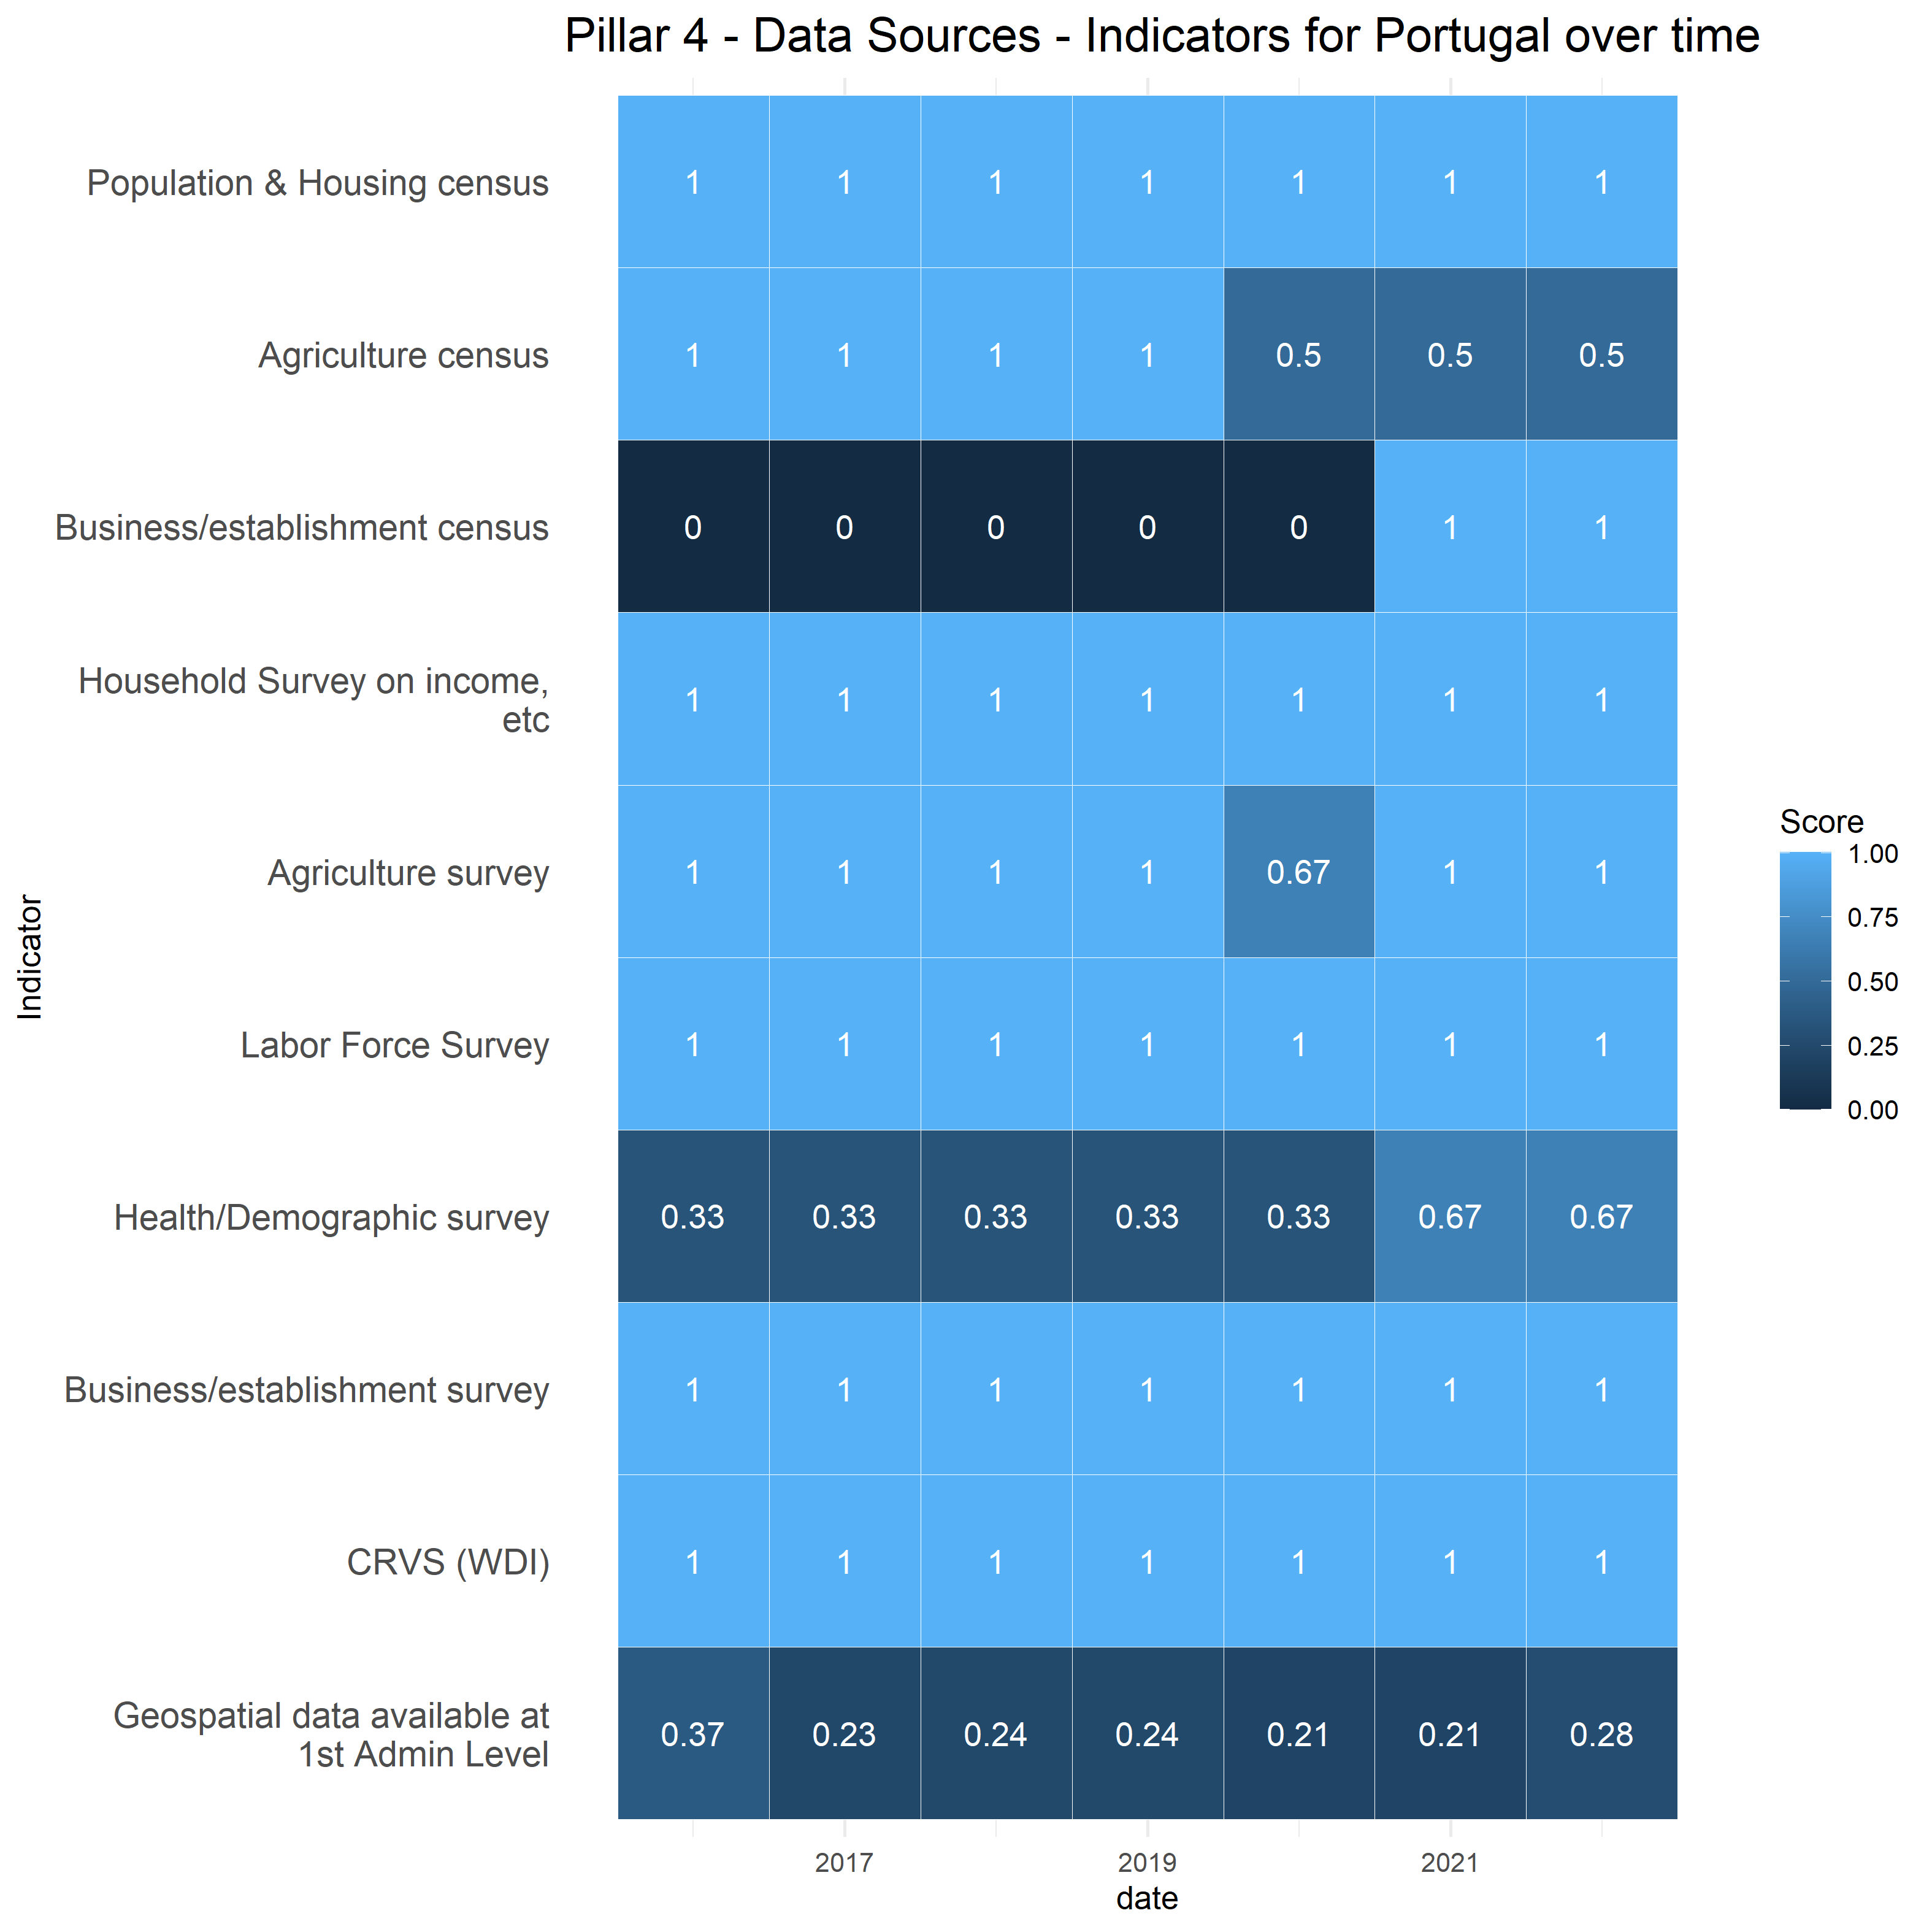 Pillar 4 - Data Sources - Indicators for Portugal over time
Population & Housing census
1 1 1 1 1 1 1
Agriculture census
1 1 1 1 0.5 0.5 0.5
Business/establishment census
0 0 0 0 0 1 1
Household Survey on income,
etc
1 1 1 1 1 1 1
Agriculture survey
1 1 1 1 0.67 1 1
Labor Force Survey
1 1 1 1 1 1 1
Health/Demographic survey
0.33 0.33 0.33 0.33 0.33 0.67 0.67
Business/establishment survey
1 1 1 1 1 1 1
CRVS (WDI)
1 1 1 1 1 1 1
Geospatial data available at
1st Admin Level
0.37 0.23 0.24 0.24 0.21 0.21 0.28
2017 2019 2021
date
Indicator
Score
1.00
0.75
0.50
0.25
0.00